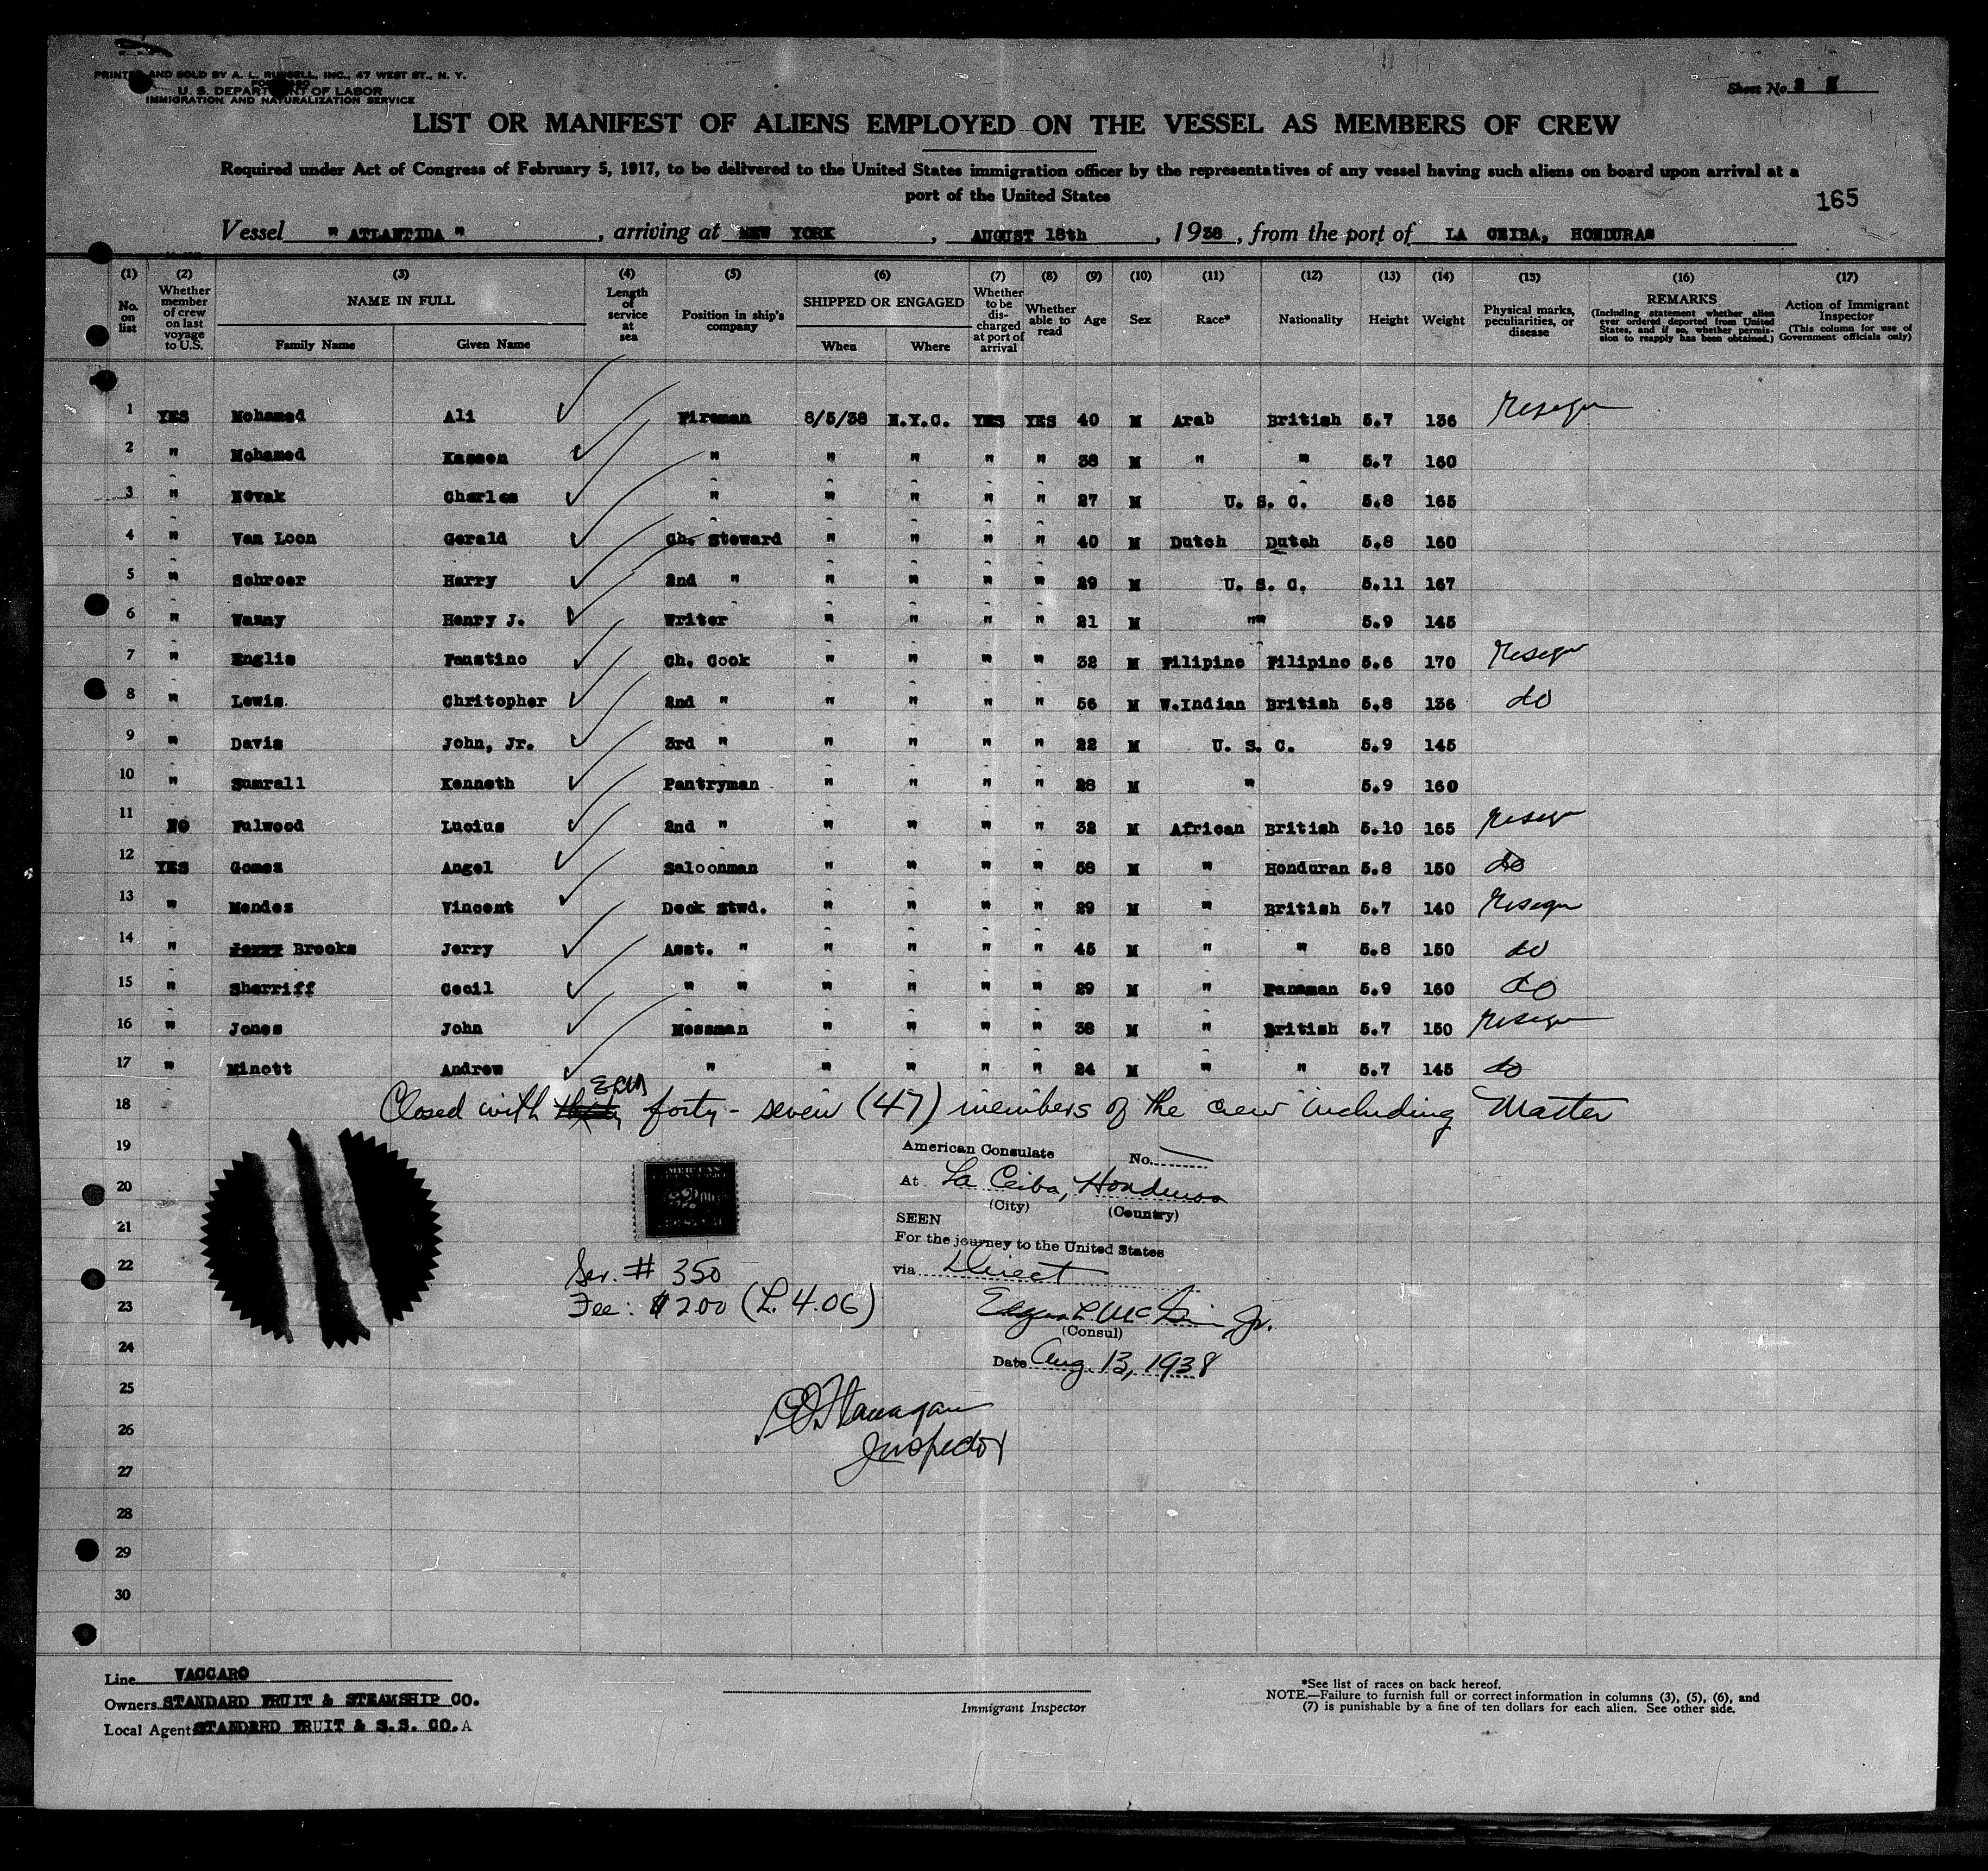 PRINTED AND SOLD BY A. L. RUSSELL, INC., 47 WEST ST., N. Y.
U. S. DEPARTMENT OF LABOR
IMMIGRATION AND NATURALIZATION SERVICE
Sheet No. 2
LIST OR MANIFEST OF ALIENS EMPLOYED ON THE VESSEL AS MEMBERS OF CREW
Required under Act of Congress of February 5, 1917, to be delivered to the United States immigration officer by the representatives of any vessel having such aliens on board upon arrival at a
port of the United States
165
Vessel " ATLANTIDA ", arriving at NEW YORK, AUGUST 18th, 1938, from the port of LA CEIBA, HONDURAS
(1) (2) (3) (4) (5) (6) (7) (8) (9) (10) (11) (12) (13) (14) (15) (16) (17)
No. on list
Whether member of crew on last voyage to U.S.
NAME IN FULL
Family Name Given Name
Length of service at sea
Position in ship's company
SHIPPED OR ENGAGED
When Where
Whether to be discharged at port of arrival
Whether able to read
Age
Sex
Race*
Nationality
Height
Weight
Physical marks, peculiarities, or disease
REMARKS
(Including statement whether alien ever ordered deported from United States, and if so, whether permission to reapply has been obtained.)
Action of Immigrant Inspector
(This column for use of Government officials only)
1 YES Mohamed Ali Fireman 8/5/38 N.Y.C. YES YES 40 M Arab British 5.7 136
2 " Mohamed Kassen " " " " " 38 M " " 5.7 160
3 " Novak Charles " " " " " 27 M U. S. C. 5.8 165
4 " Van Loon Gerald Ch. Steward " " " " 40 M Dutch Dutch 5.8 160
5 " Schroer Harry 2nd " " " " " 29 M U. S. C. 5.11 167
6 " Wanny Henry J. Writer " " " " 21 M "" 5.9 145
7 " Englis Faustino Ch. Cook " " " " 32 M Filipino Filipino 5.6 170
8 " Lewis Chritopher 2nd " " " " " 56 M W.Indian British 5.8 136 do
9 " Davis John, Jr. 3rd " " " " " 22 M U. S. C. 5.9 145
10 " Sumrall Kenneth Pantryman " " " " 28 M " 5.9 160
11 NO Fulwood Lucius 2nd " " " " " 32 M African British 5.10 165
12 YES Gomez Angel Saloonman " " " " 58 M " Honduran 5.8 150 do
13 " Mendez Vincent Deck Stwd. " " " " 29 M " British 5.7 140
14 " Jerry Brooks Jerry Asst. " " " " " 45 M " " 5.8 150 do
15 " Sherriff Cecil " " " " " " 29 M " Panaman 5.9 160 do
16 " Jones John Messman " " " " 38 M " British 5.7 150
17 " Minott Andrew " " " " " 24 M " " 5.7 145 do
18 Closed with forty-seven (47) members of the crew including Master
19
20
21
22
23
24
25
26
27
28
29
30
American Consulate No.
At La Ceiba, Honduras
(City) (Country)
SEEN
For the journey to the United States
via Direct
(Consul)
Date Aug. 13, 1938
Ser. # 350
Fee: $2.00 (L. 4.06)
Flanagan
Inspector
Line VACCARO
Owners STANDARD FRUIT & STEAMSHIP CO.
Local Agents STANDARD FRUIT & S.S. CO.A
Immigrant Inspector
*See list of races on back hereof.
NOTE.—Failure to furnish full or correct information in columns (3), (5), (6), and
(7) is punishable by a fine of ten dollars for each alien. See other side.